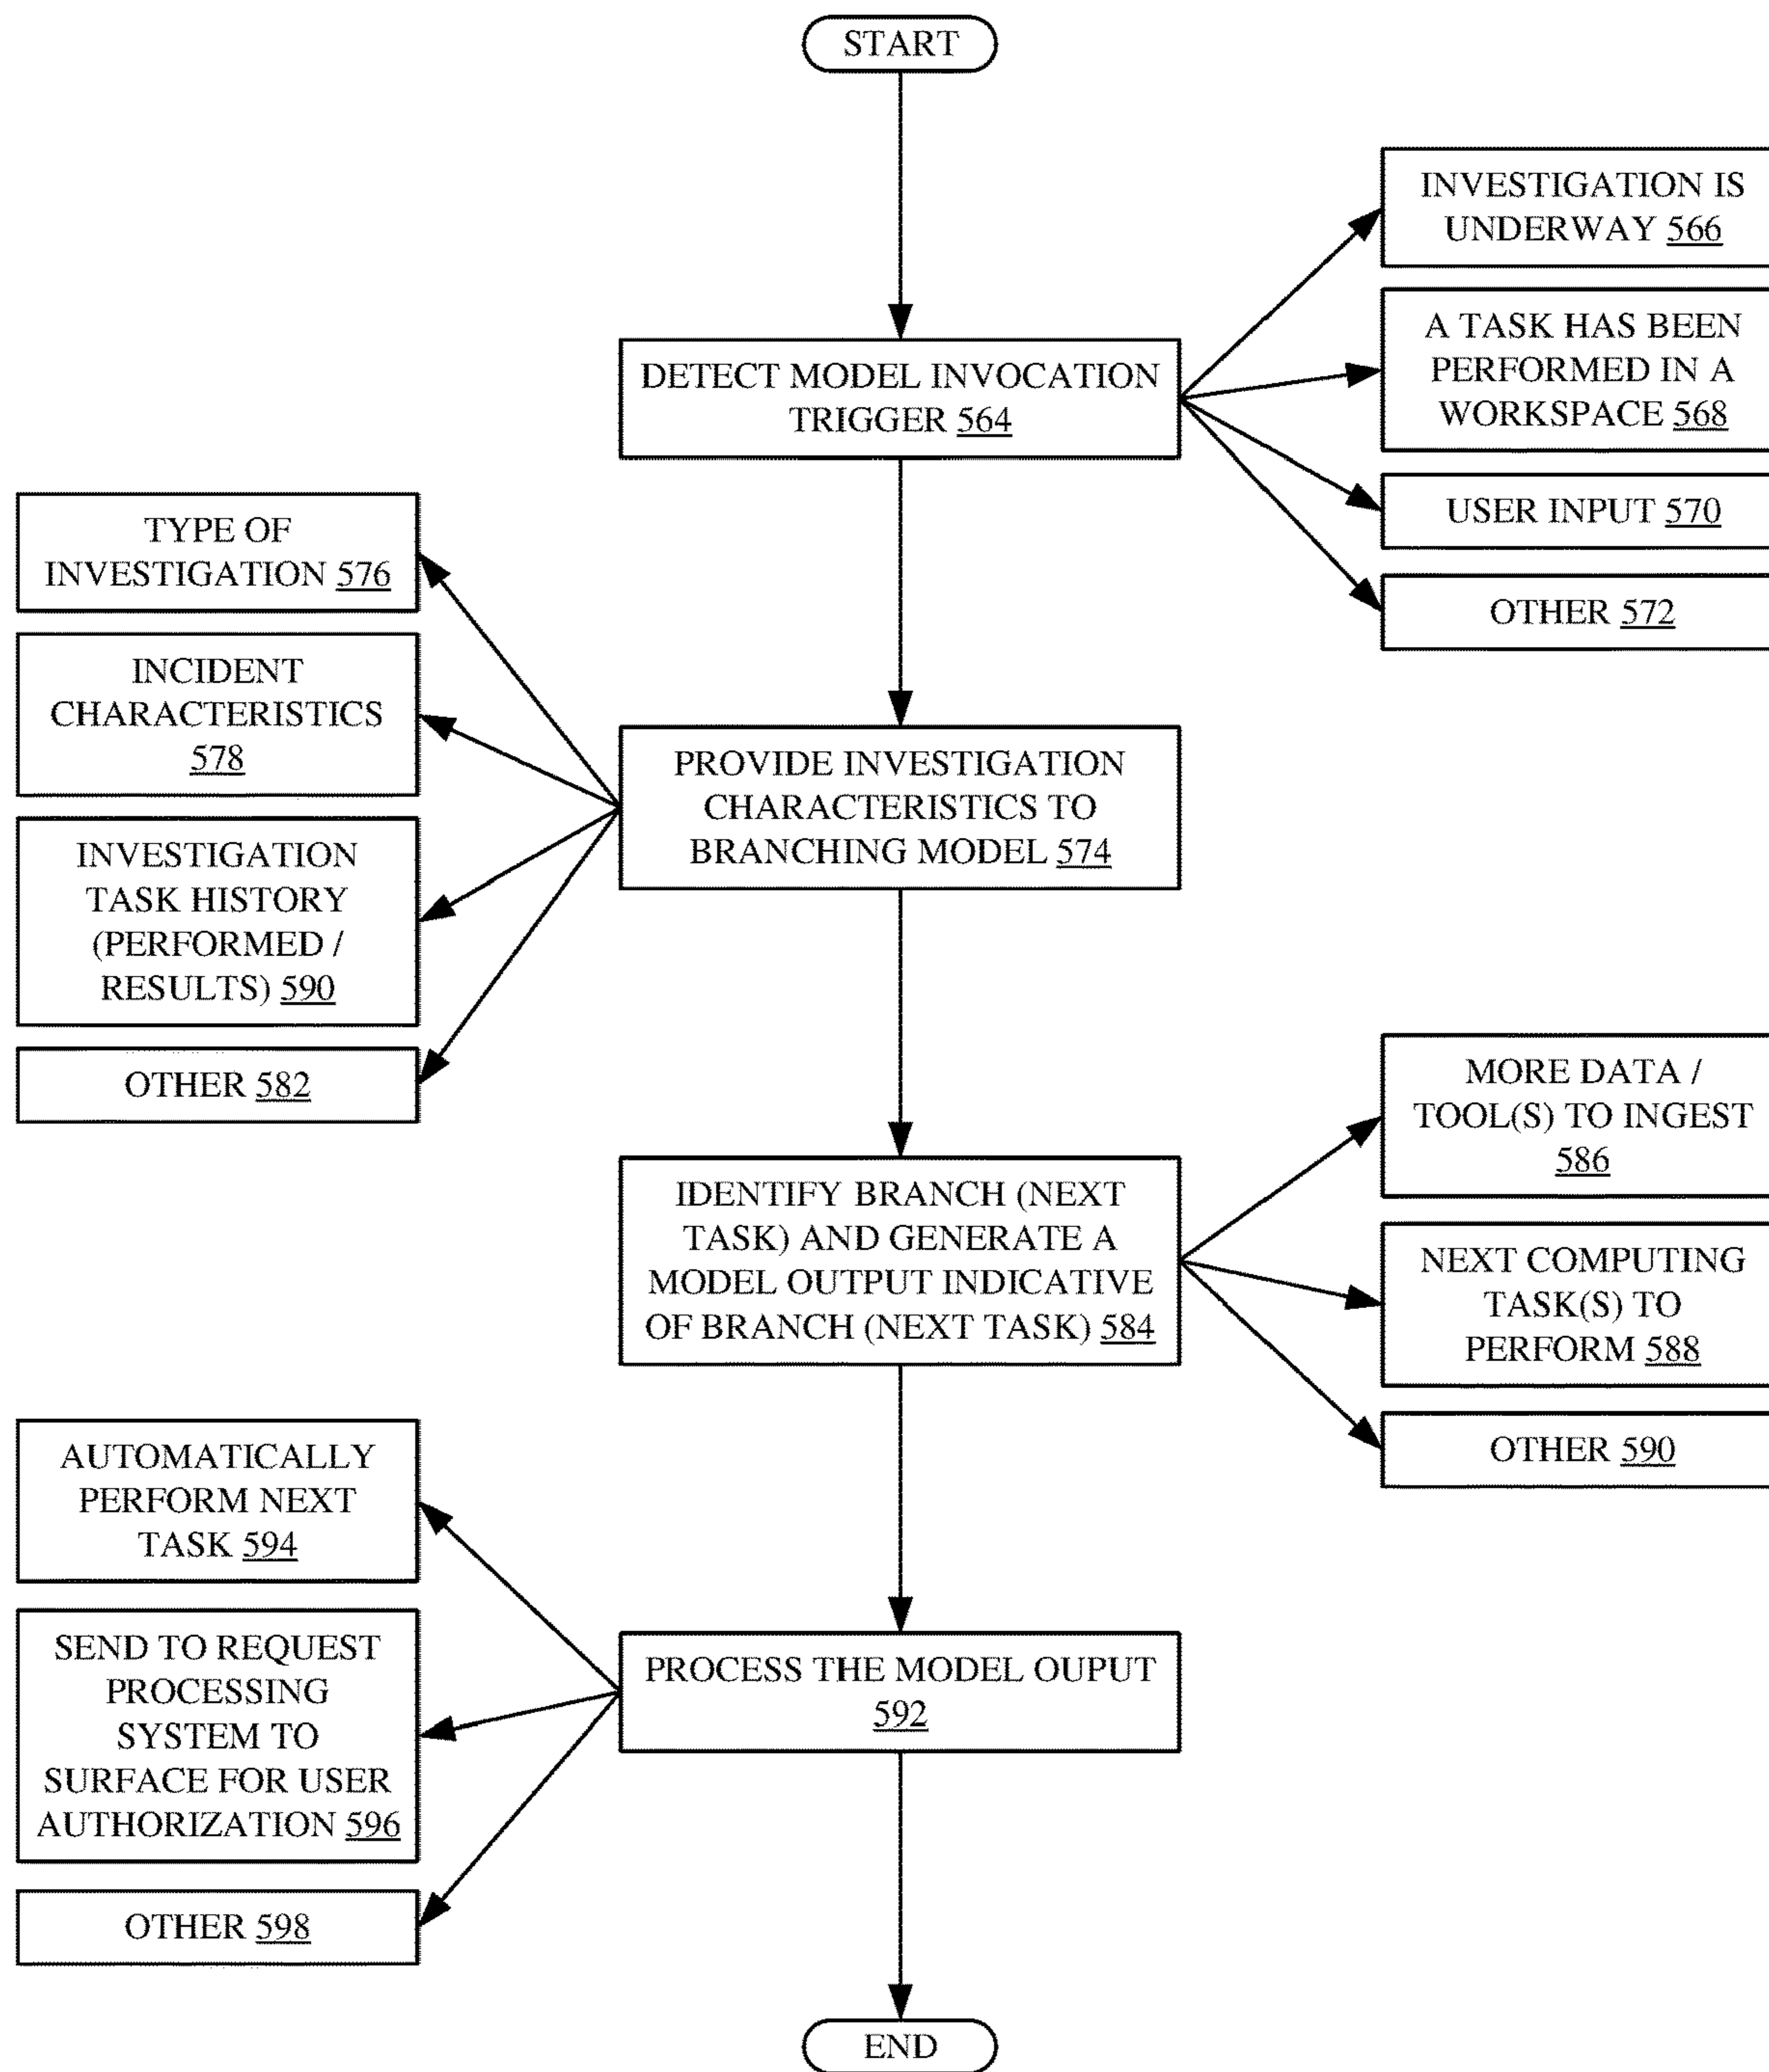 START
INVESTIGATION IS
UNDERWAY 566
A TASK HAS BEEN
PERFORMED IN A
WORKSPACE 568
DETECT MODEL INVOCATION
TRIGGER 564
USER INPUT 570
OTHER 572
TYPE OF
INVESTIGATION 576
INCIDENT
CHARACTERISTICS
578
PROVIDE INVESTIGATION
CHARACTERISTICS TO
BRANCHING MODEL 574
INVESTIGATION
TASK HISTORY
(PERFORMED /
RESULTS) 590
OTHER 582
MORE DATA /
TOOL(S) TO INGEST
586
IDENTIFY BRANCH (NEXT
TASK) AND GENERATE A
MODEL OUTPUT INDICATIVE
OF BRANCH (NEXT TASK) 584
NEXT COMPUTING
TASK(S) TO
PERFORM 588
OTHER 590
AUTOMATICALLY
PERFORM NEXT
TASK 594
SEND TO REQUEST
PROCESSING
SYSTEM TO
SURFACE FOR USER
AUTHORIZATION 596
PROCESS THE MODEL OUPUT
592
OTHER 598
END